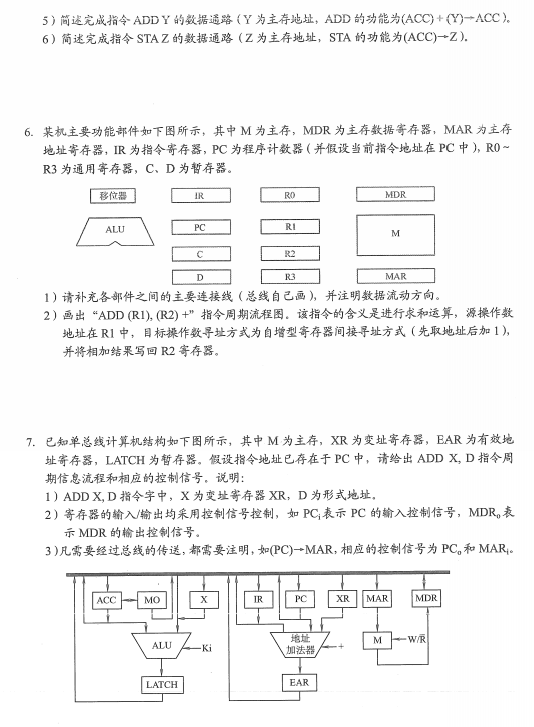 5）简述完成指令 ADD Y 的数据通路（Y 为主存地址，ADD 的功能为(ACC)＋(Y)→ACC）。
6）简述完成指令 STA Z 的数据通路（Z 为主存地址，STA 的功能为(ACC)→Z）。
6. 某机主要功能部件如下图所示，其中 M 为主存，MDR 为主存数据寄存器，MAR 为主存
地址寄存器，IR 为指令寄存器，PC 为程序计数器（并假设当前指令地址在 PC 中），R0～
R3 为通用寄存器，C、D 为暂存器。
移位器 IR R0 MDR
ALU PC R1 M
C R2
D R3 MAR
1）请补充各部件之间的主要连接线（总线自己画），并注明数据流动方向。
2）画出“ADD (R1), (R2) +”指令周期流程图。该指令的含义是进行求和运算，源操作数
地址在 R1 中，目标操作数寻址方式为自增型寄存器间接寻址方式（先取地址后加 1），
并将相加结果写回 R2 寄存器。
7. 已知单总线计算机结构如下图所示，其中 M 为主存，XR 为变址寄存器，EAR 为有效地
址寄存器，LATCH 为暂存器。假设指令地址已存在于 PC 中，请给出 ADD X, D 指令周
期信息流程和相应的控制信号。说明：
1）ADD X, D 指令字中，X 为变址寄存器 XR，D 为形式地址。
2）寄存器的输入/输出均采用控制信号控制，如 PCi表示 PC 的输入控制信号，MDRo表
示 MDR 的输出控制信号。
3）凡需要经过总线的传送，都需要注明，如(PC)→MAR，相应的控制信号为 PCo和 MARi。
ACC MO X IR PC XR MAR MDR
ALU Ki 地址 + M W/R̅
加法器
LATCH EAR